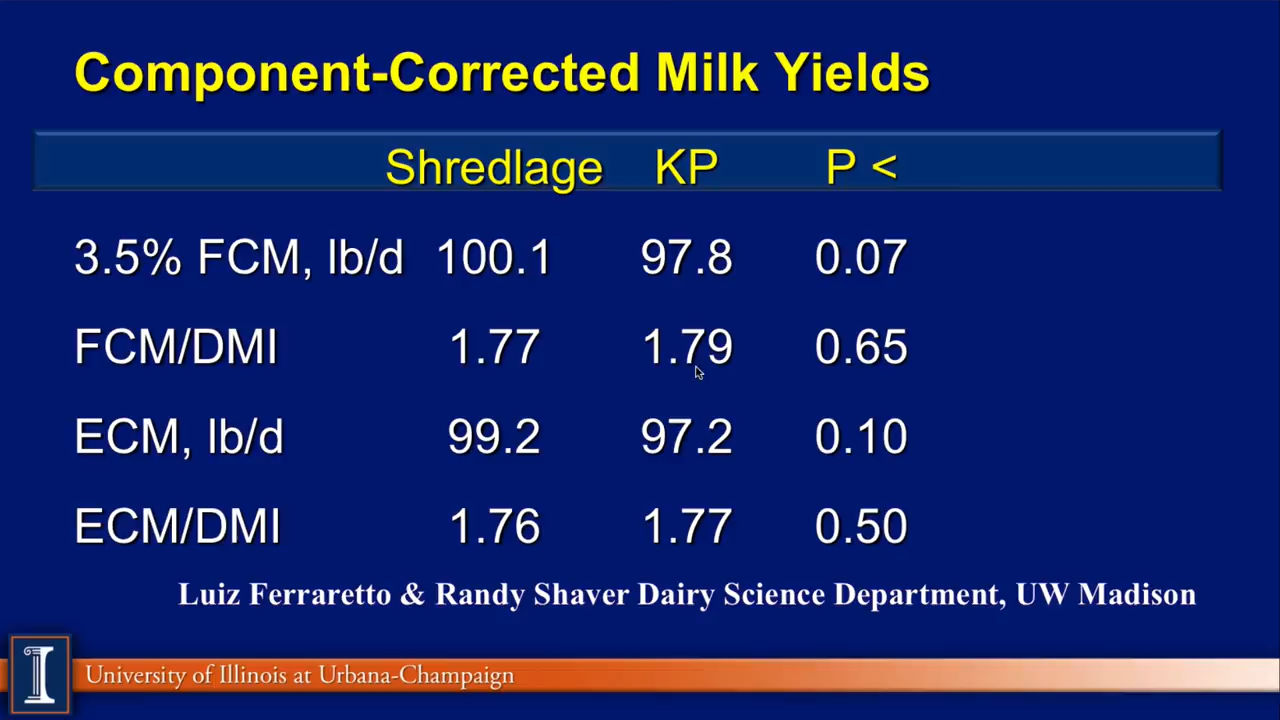 Component-Corrected Milk Yields
Shredlage KP P <
3.5% FCM, lb/d 100.1 97.8 0.07
FCM/DMI 1.77 1.79 0.65
ECM, lb/d 99.2 97.2 0.10
ECM/DMI 1.76 1.77 0.50
Luiz Ferraretto & Randy Shaver Dairy Science Department, UW Madison
University of Illinois at Urbana-Champaign